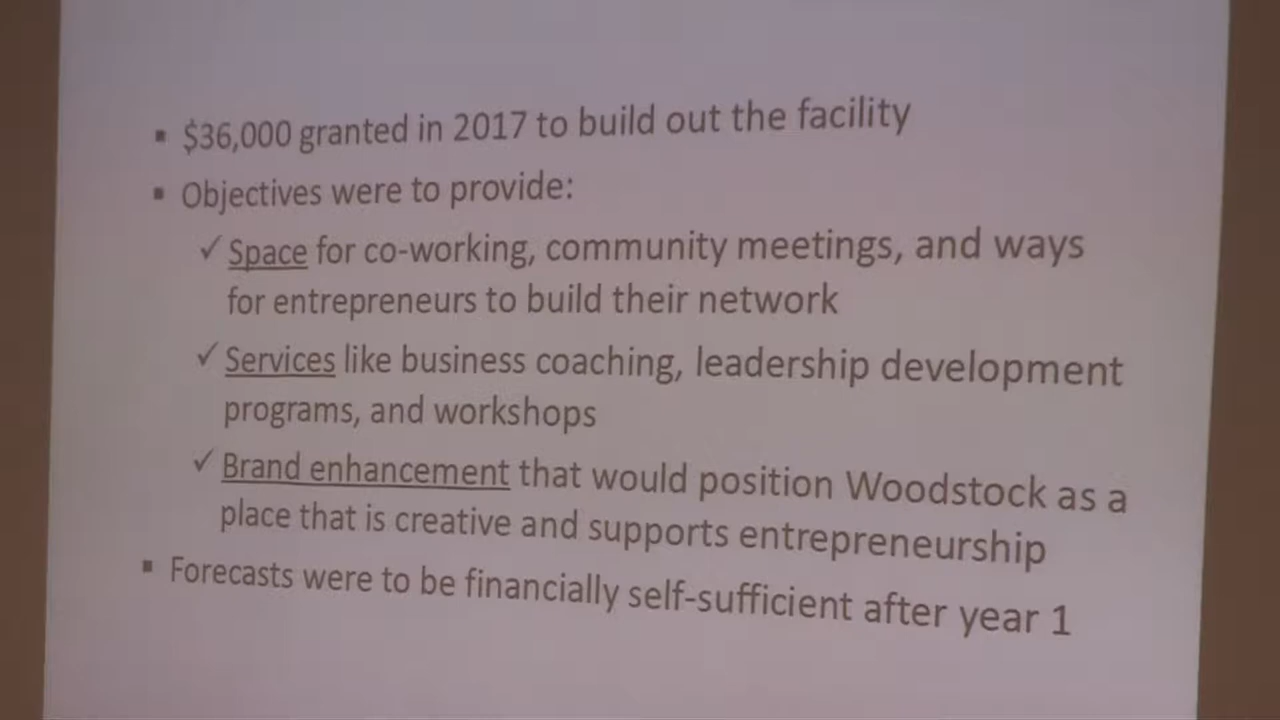 ▪ $36,000 granted in 2017 to build out the facility
▪ Objectives were to provide:
✓ Space for co-working, community meetings, and ways
for entrepreneurs to build their network
✓ Services like business coaching, leadership development
programs, and workshops
✓ Brand enhancement that would position Woodstock as a
place that is creative and supports entrepreneurship
▪ Forecasts were to be financially self-sufficient after year 1